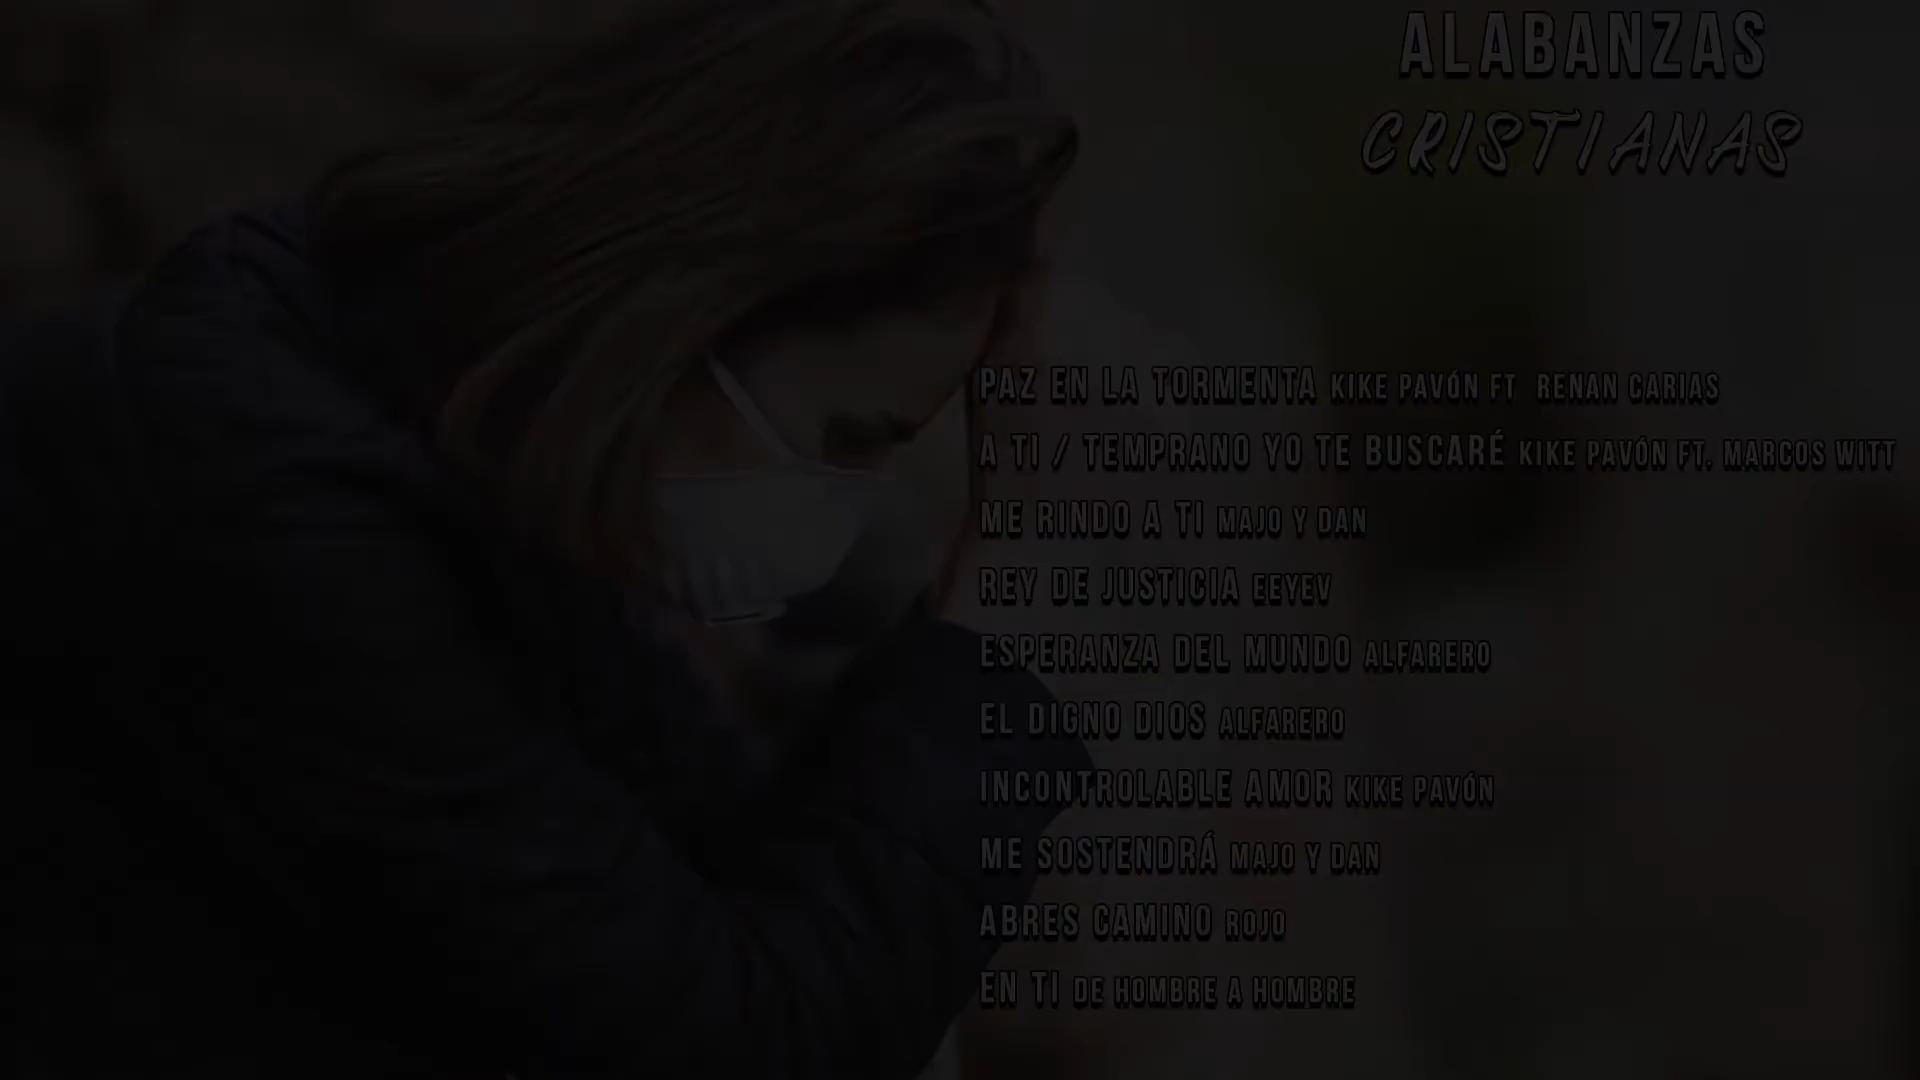 ALABANZAS
CRISTIANAS
PAZ EN LA TORMENTA KIKE PAVÓN FT RENAN CARIAS
A TI / TEMPRANO YO TE BUSCARÉ KIKE PAVÓN FT. MARCOS WITT
ME RINDO A TI MAJO Y DAN
REY DE JUSTICIA EEYEV
ESPERANZA DEL MUNDO ALFARERO
EL DIGNO DIOS ALFARERO
INCONTROLABLE AMOR KIKE PAVÓN
ME SOSTENDRÁ MAJO Y DAN
ABRES CAMINO ROJO
EN TI DE HOMBRE A HOMBRE